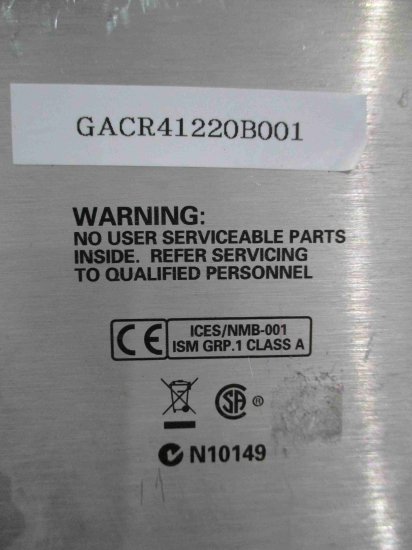 GACR41220B001
WARNING:
NO USER SERVICEABLE PARTS
INSIDE. REFER SERVICING
TO QUALIFIED PERSONNEL
CE
ICES/NMB-001
ISM GRP.1 CLASS A
SA ®
N10149